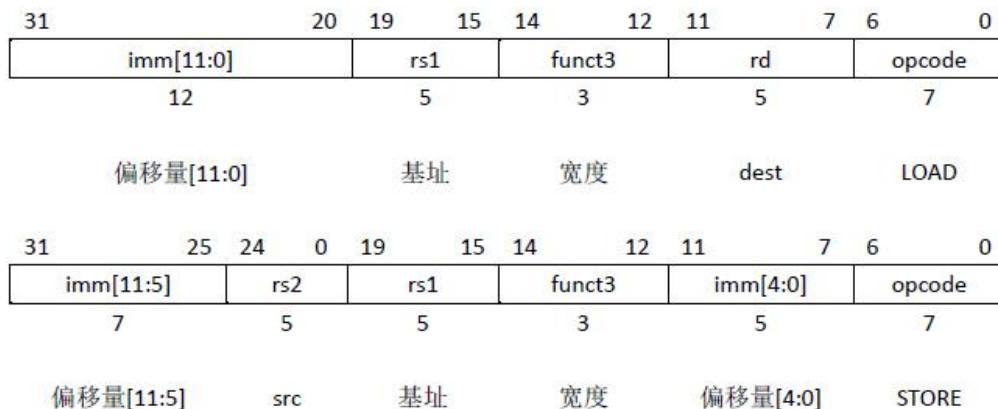 31 20 19 15 14 12 11 7 6 0
imm[11:0] rs1 funct3 rd opcode
12 5 3 5 7
偏移量[11:0] 基址 宽度 dest LOAD
31 25 24 0 19 15 14 12 11 7 6 0
imm[11:5] rs2 rs1 funct3 imm[4:0] opcode
7 5 5 3 5 7
偏移量[11:5] src 基址 宽度 偏移量[4:0] STORE